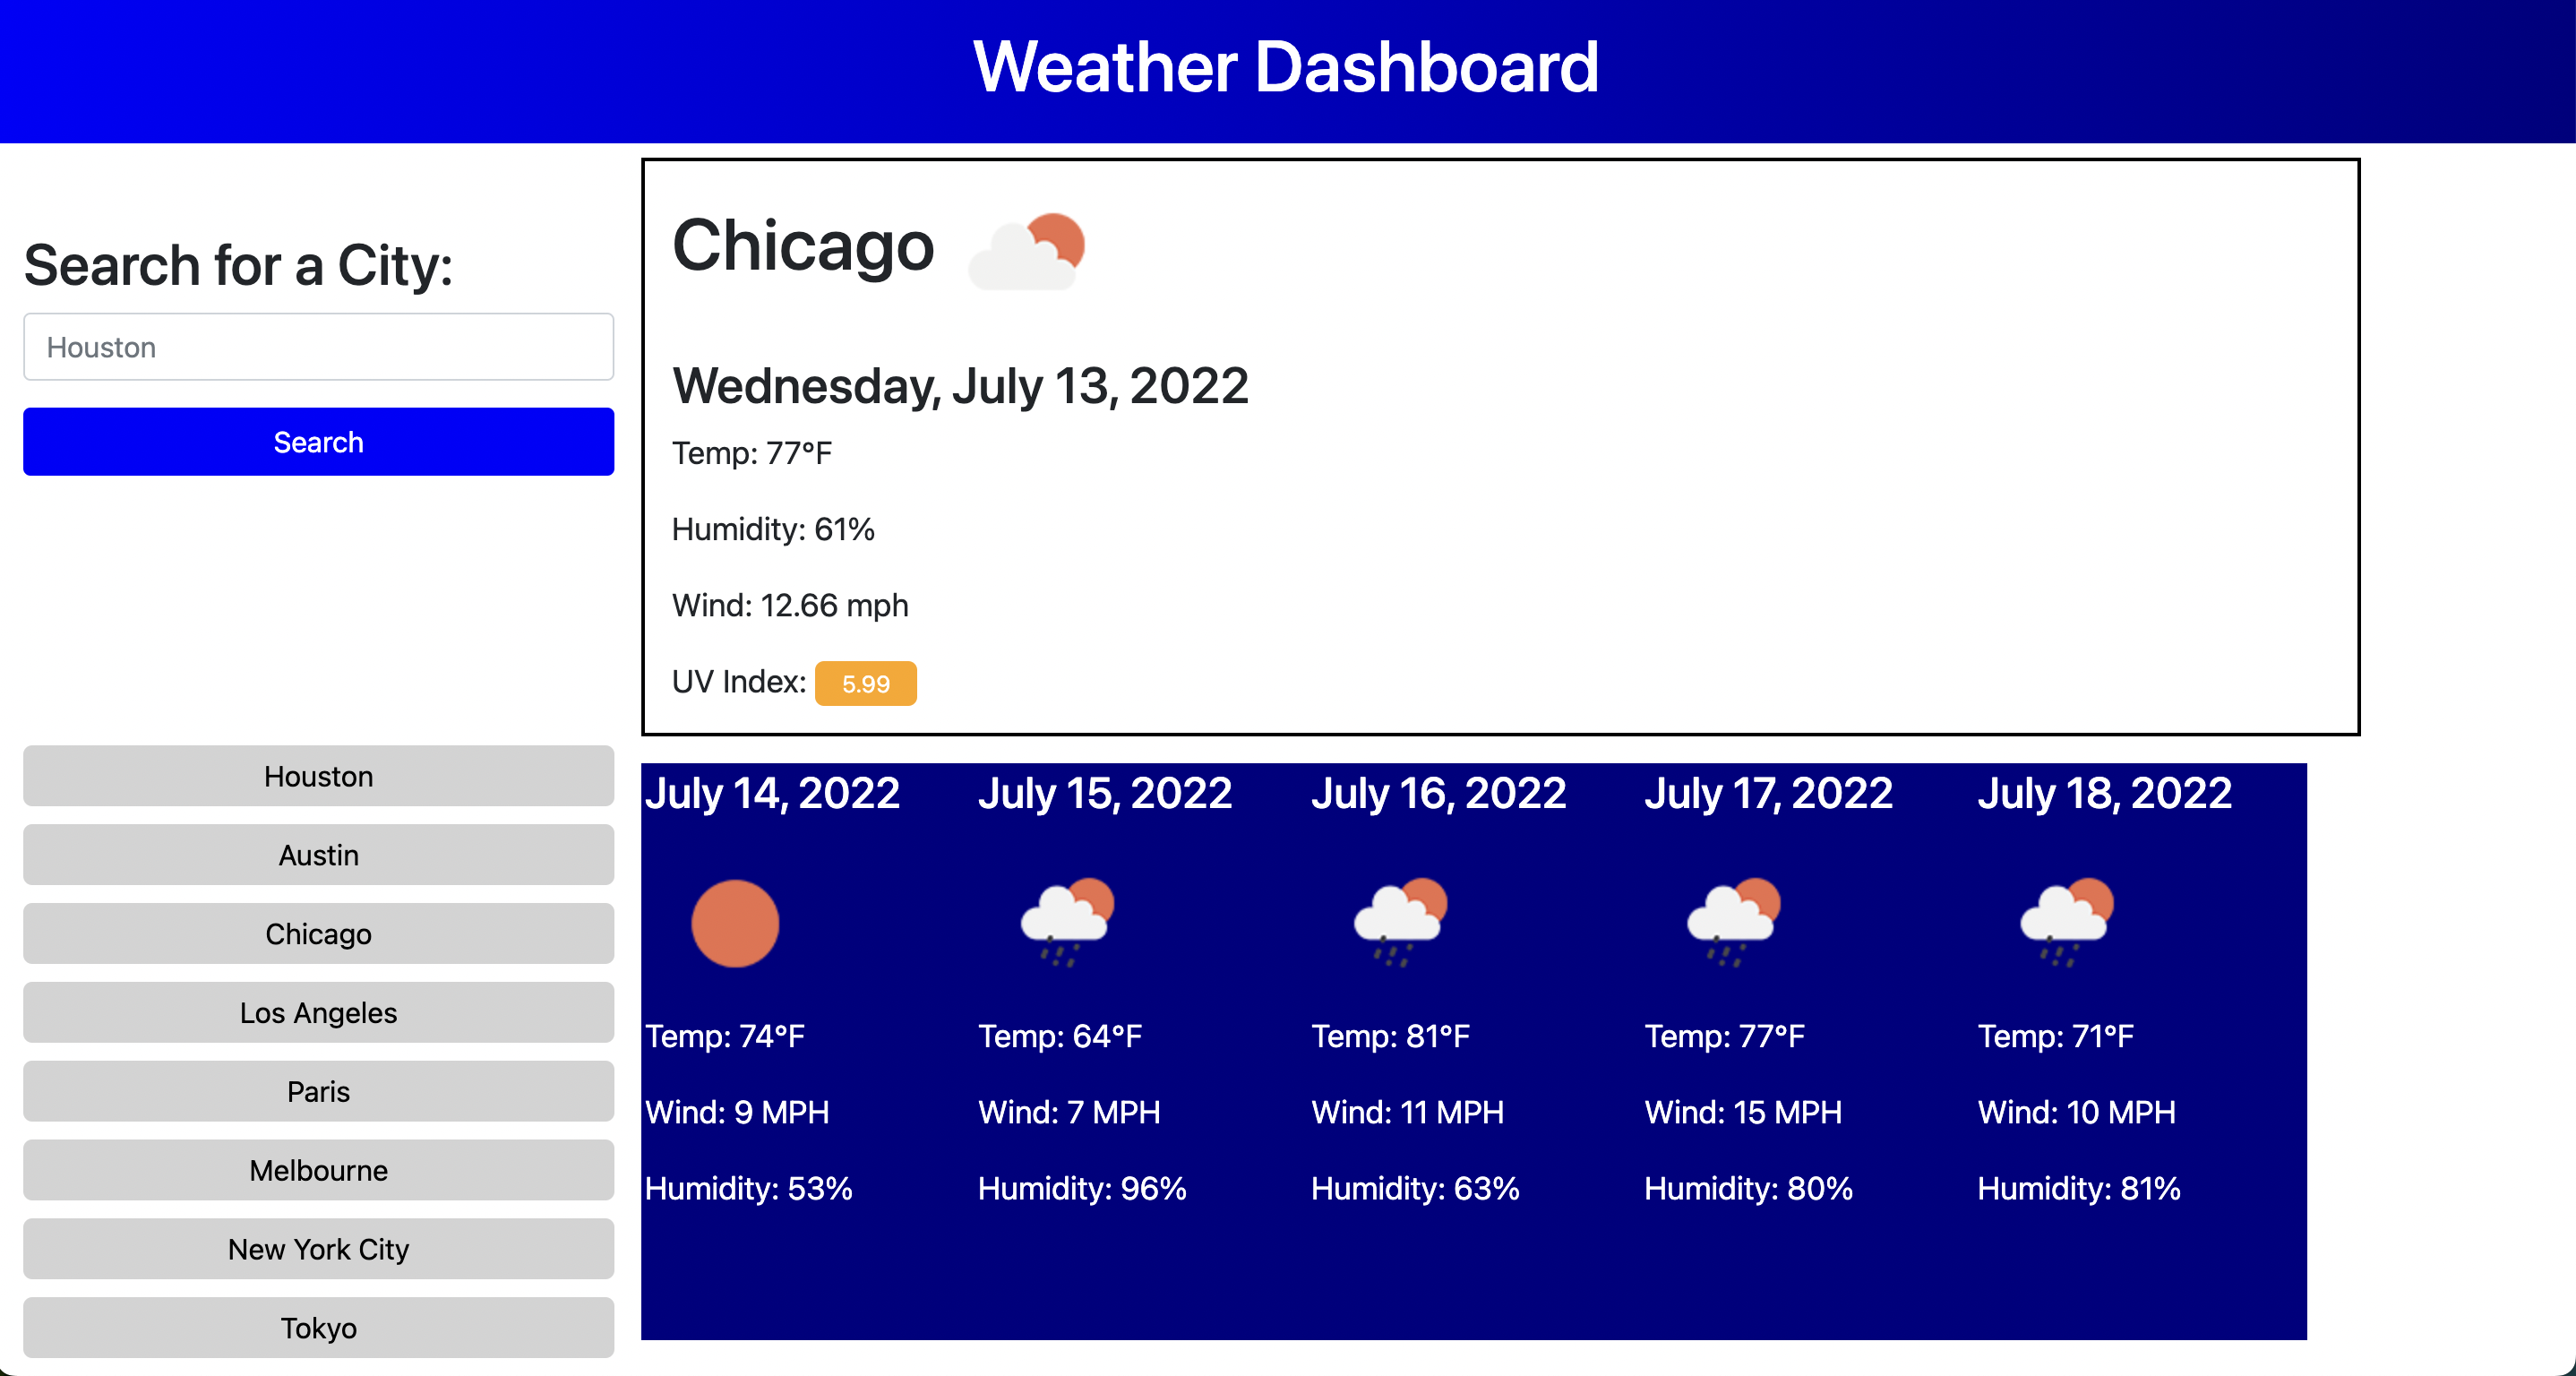 Weather Dashboard
Search for a City:
Houston
Search
Houston
Austin
Chicago
Los Angeles
Paris
Melbourne
New York City
Tokyo
Chicago
Wednesday, July 13, 2022
Temp: 77°F
Humidity: 61%
Wind: 12.66 mph
UV Index: 5.99
July 14, 2022
Temp: 74°F
Wind: 9 MPH
Humidity: 53%
July 15, 2022
Temp: 64°F
Wind: 7 MPH
Humidity: 96%
July 16, 2022
Temp: 81°F
Wind: 11 MPH
Humidity: 63%
July 17, 2022
Temp: 77°F
Wind: 15 MPH
Humidity: 80%
July 18, 2022
Temp: 71°F
Wind: 10 MPH
Humidity: 81%